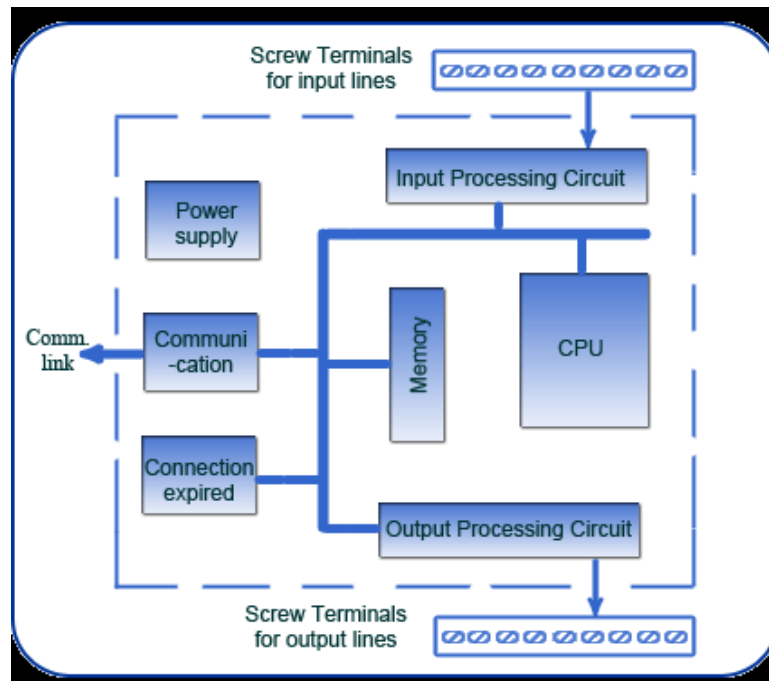 Screw Terminals
for input lines
Input Processing Circuit
Power
supply
Communi
-cation
Comm.
link
Memory
CPU
Connection
expired
Output Processing Circuit
Screw Terminals
for output lines